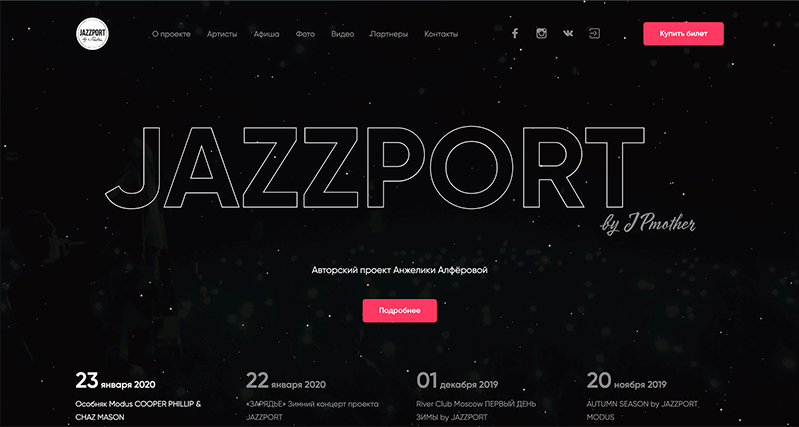 JAZZPORT
by JPmother
О проекте Артисты Афиша Фото Видео Партнеры Контакты
Купить билет
JAZZPORT
by JPmother
Авторский проект Анжелики Алфёровой
Подробнее
23 января 2020
Особняк Modus COOPER PHILLIP &
CHAZ MASON
22 января 2020
«ЗАРЯДЬЕ» Зимний концерт проекта
JAZZPORT
01 декабря 2019
River Club Moscow ПЕРВЫЙ ДЕНЬ
ЗИМЫ by JAZZPORT
20 ноября 2019
AUTUMN SEASON by JAZZPORT
MODUS